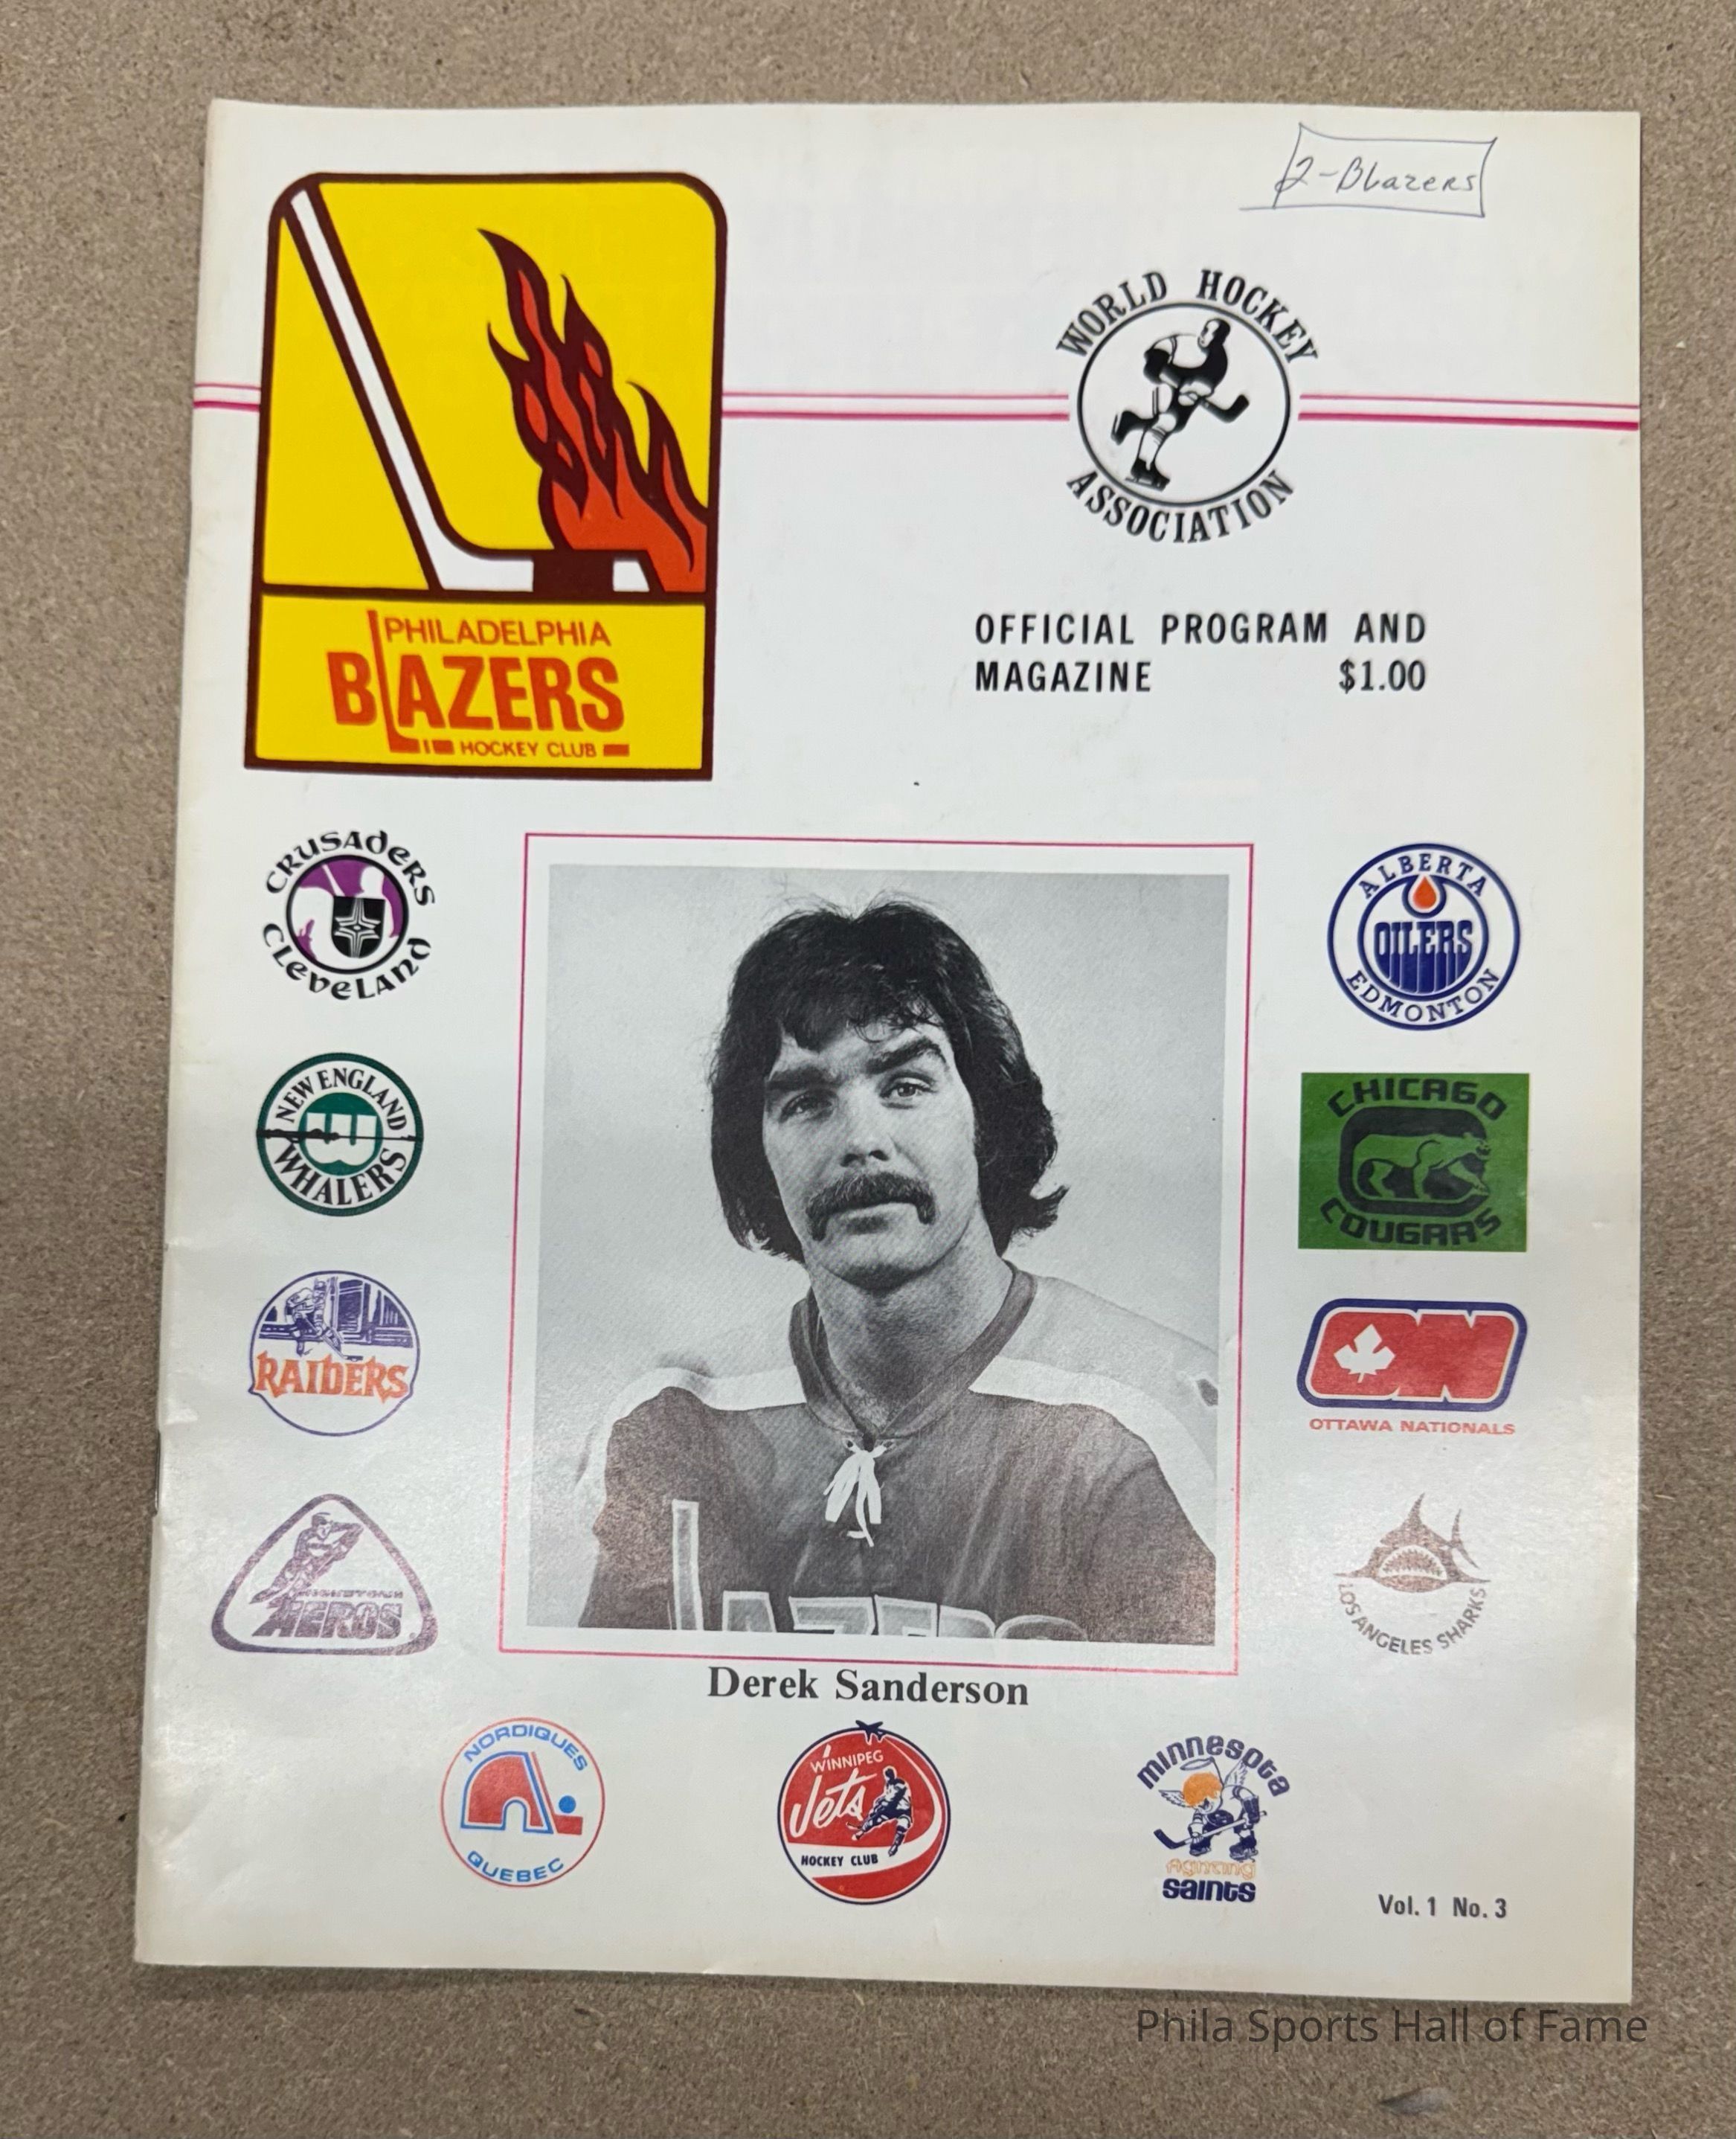 2-Blazers
WORLD HOCKEY
ASSOCIATION
OFFICIAL PROGRAM AND
MAGAZINE $1.00
PHILADELPHIA
BLAZERS
HOCKEY CLUB
CRUSADERS
CLEVELAND
ALBERTA
OILERS
EDMONTON
NEW ENGLAND
W
WHALERS
CHICAGO
C
COUGARS
RAIDERS
ON
OTTAWA NATIONALS
AEROS
LOS ANGELES SHARKS
LAZERS
Derek Sanderson
NORDIQUES
QUEBEC
WINNIPEG
Jets
HOCKEY CLUB
minnesota
fighting
saints
Vol. 1 No. 3
Phila Sports Hall of Fame